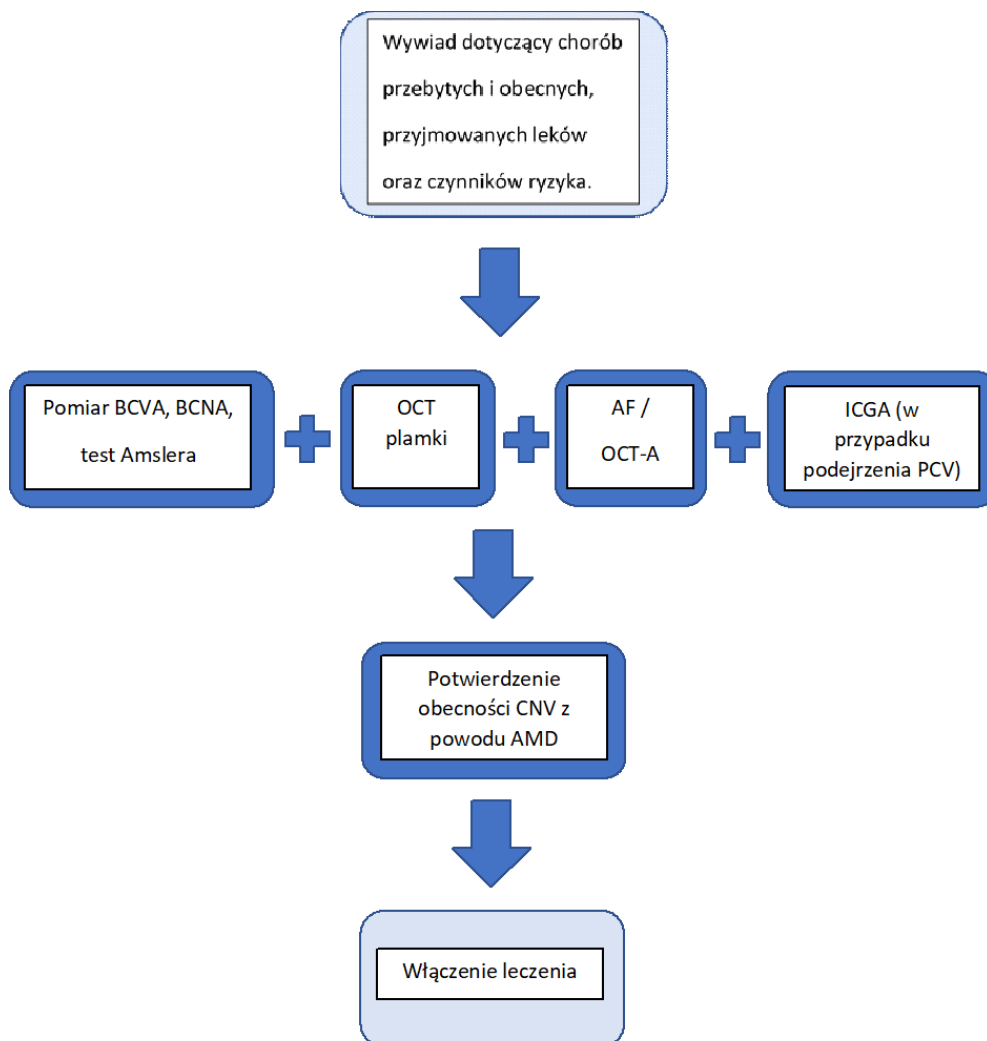 Wywiad dotyczący chorób
przebytych i obecnych,
przyjmowanych leków
oraz czynników ryzyka.
Pomiar BCVA, BCNA,
test Amslera
OCT
plamki
AF /
OCT-A
ICGA (w
przypadku
podejrzenia PCV)
Potwierdzenie
obecności CNV z
powodu AMD
Włączenie leczenia